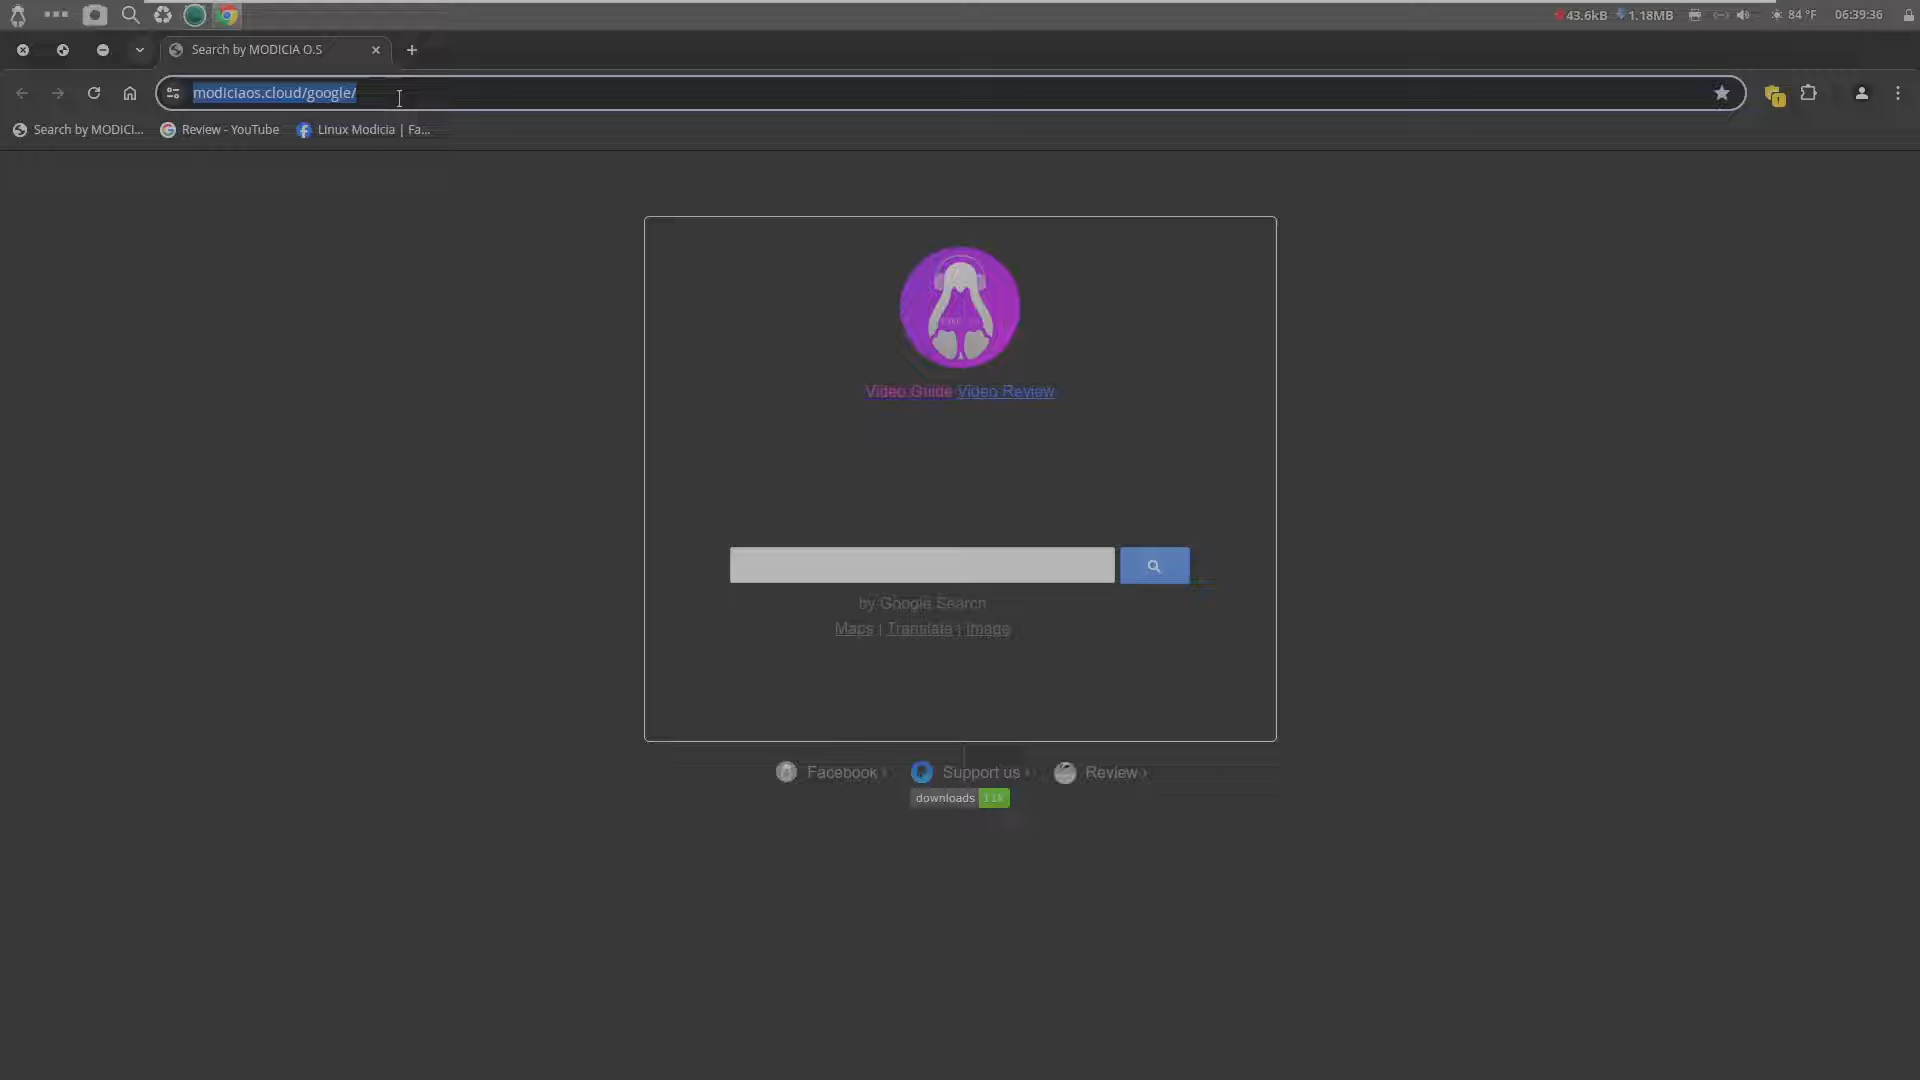 43.6kB 1.18MB 84 °F 06:39:36
Search by MODICIA O.S
modiciaos.cloud/google/
Search by MODICI... Review - YouTube Linux Modicia | Fa...
Video Guide Video Review
by Google Search
Maps | Translate | Image
Facebook › Support us › Review ›
downloads 11k